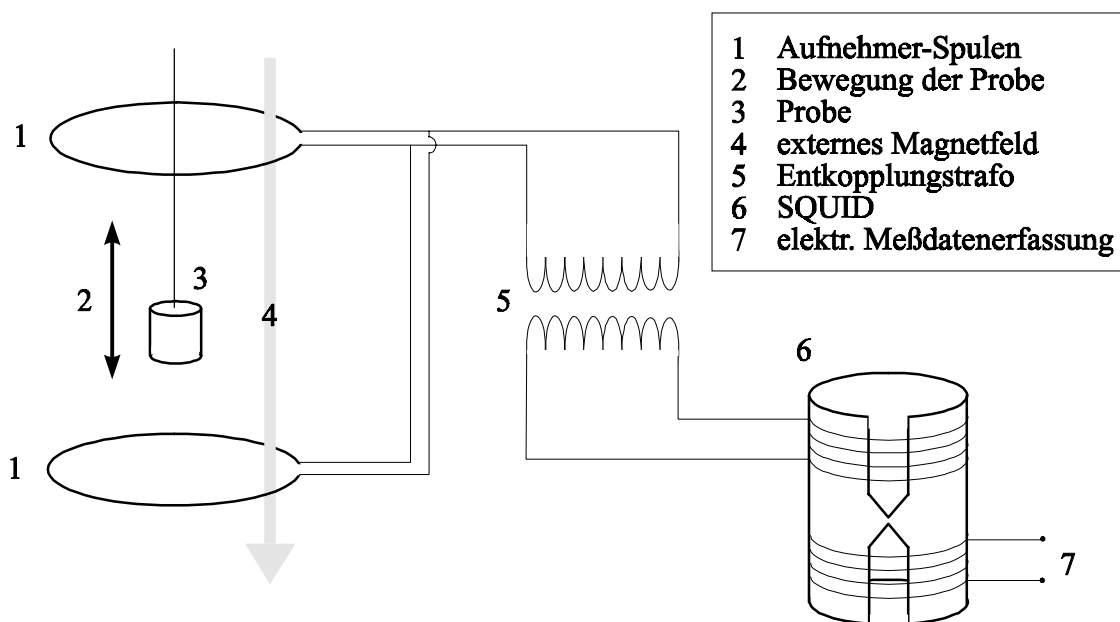 1 Aufnehmer-Spulen
2 Bewegung der Probe
3 Probe
4 externes Magnetfeld
5 Entkopplungstrafo
6 SQUID
7 elektr. Meßdatenerfassung
1
2
3
4
5
6
1
7